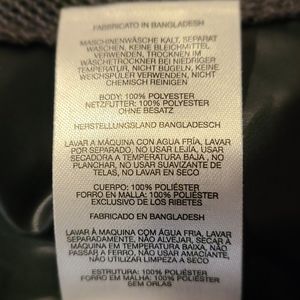 FABRICADO EN BANGLADESH
MASCHINENWÄSCHE KALT, SEPARAT
WASCHEN, KEINE BLEICHMITTEL
VERWENDEN, TROCKNEN IM
WÄSCHETROCKNER BEI NIEDRIGER
TEMPERATUR, NICHT BÜGELN, KEINE
WEICHSPÜLER VERWENDEN, NICHT
CHEMISCH REINIGEN
BODY: 100% POLYESTER
NETZFUTTER: 100% POLYESTER
OHNE BESATZ
HERSTELLUNGSLAND BANGLADESCH
LAVAR A MÁQUINA CON AGUA FRÍA, LAVAR
POR SEPARADO, NO USAR LEJÍA, USAR
SECADORA A TEMPERATURA BAJA , NO
PLANCHAR, NO USAR SUAVIZANTE DE
TELAS, NO LAVAR EN SECO
CUERPO: 100% POLIÉSTER
FORRO EN MALLA: 100% POLIÉSTER
EXCLUSIVO DE LOS RIBETES
FABRICADO EN BANGLADESH
LAVAR À MÁQUINA COM ÁGUA FRIA, LAVAR
SEPARADAMENTE, NÃO ALVEJAR, SECAR À
MÁQUINA EM TEMPERATURA BAIXA, NÃO
PASSAR A FERRO, NÃO USAR AMACIANTE,
NÃO UTILIZAR LIMPEZA A SECO
ESTRUTURA: 100% POLIÉSTER
FORRO EM MALHA: 100% POLIÉSTER
SEM ORLAS